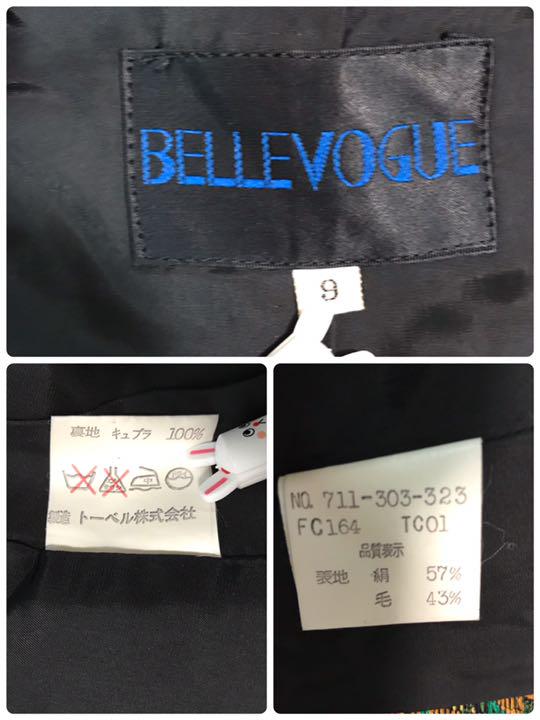 BELLEVOGUE
9
裏地 キュプラ 100%
製造 トーベル株式会社
NO. 711-303-323
FC164 TC01
品質表示
表地 絹 57%
毛 43%